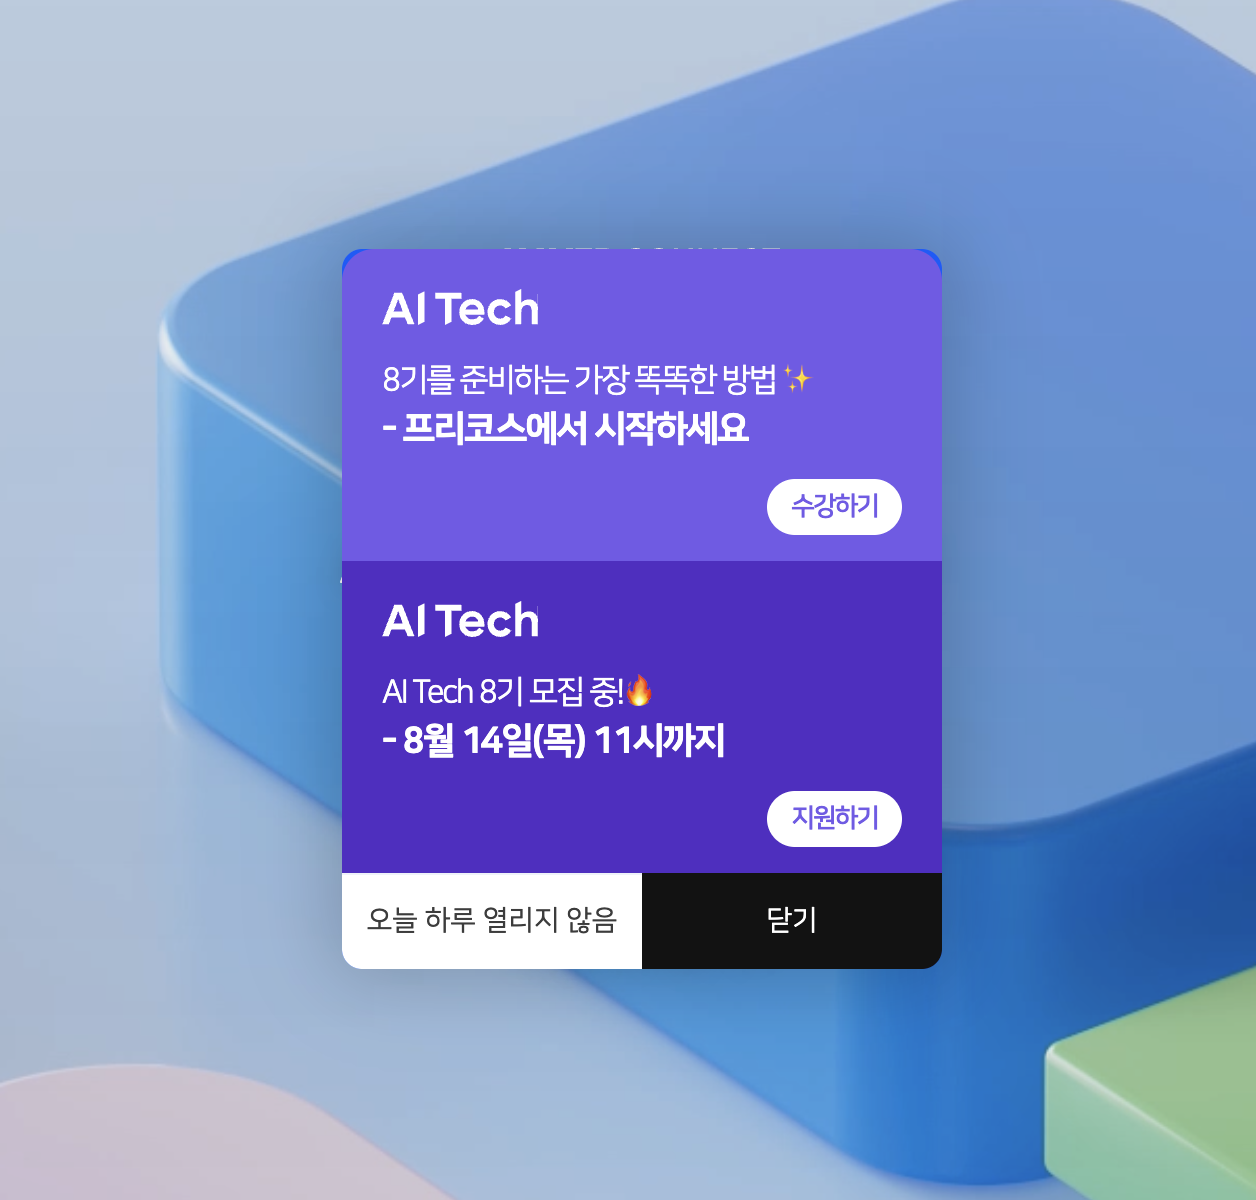 AI Tech
8기를 준비하는 가장 똑똑한 방법 ✨
- 프리코스에서 시작하세요
수강하기
AI Tech
AI Tech 8기 모집 중!🔥
- 8월 14일(목) 11시까지
지원하기
오늘 하루 열리지 않음
닫기